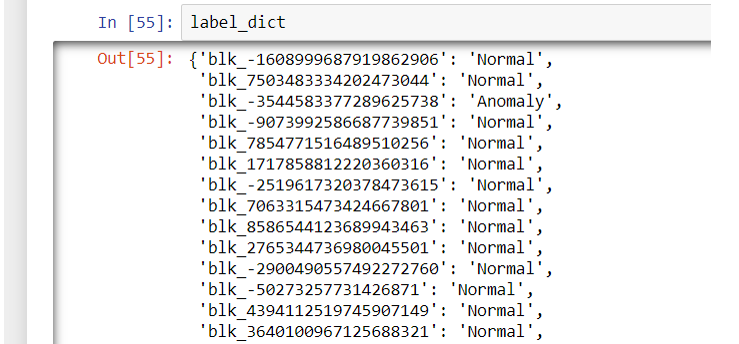 In [55]: label_dict
Out[55]: {'blk_-1608999687919862906': 'Normal',
'blk_7503483334202473044': 'Normal',
'blk_-3544583377289625738': 'Anomaly',
'blk_-9073992586687739851': 'Normal',
'blk_7854771516489510256': 'Normal',
'blk_1717858812220360316': 'Normal',
'blk_-2519617320378473615': 'Normal',
'blk_7063315473424667801': 'Normal',
'blk_8586544123689943463': 'Normal',
'blk_2765344736980045501': 'Normal',
'blk_-2900490557492272760': 'Normal',
'blk_-50273257731426871': 'Normal',
'blk_4394112519745907149': 'Normal',
'blk_3640100967125688321': 'Normal',